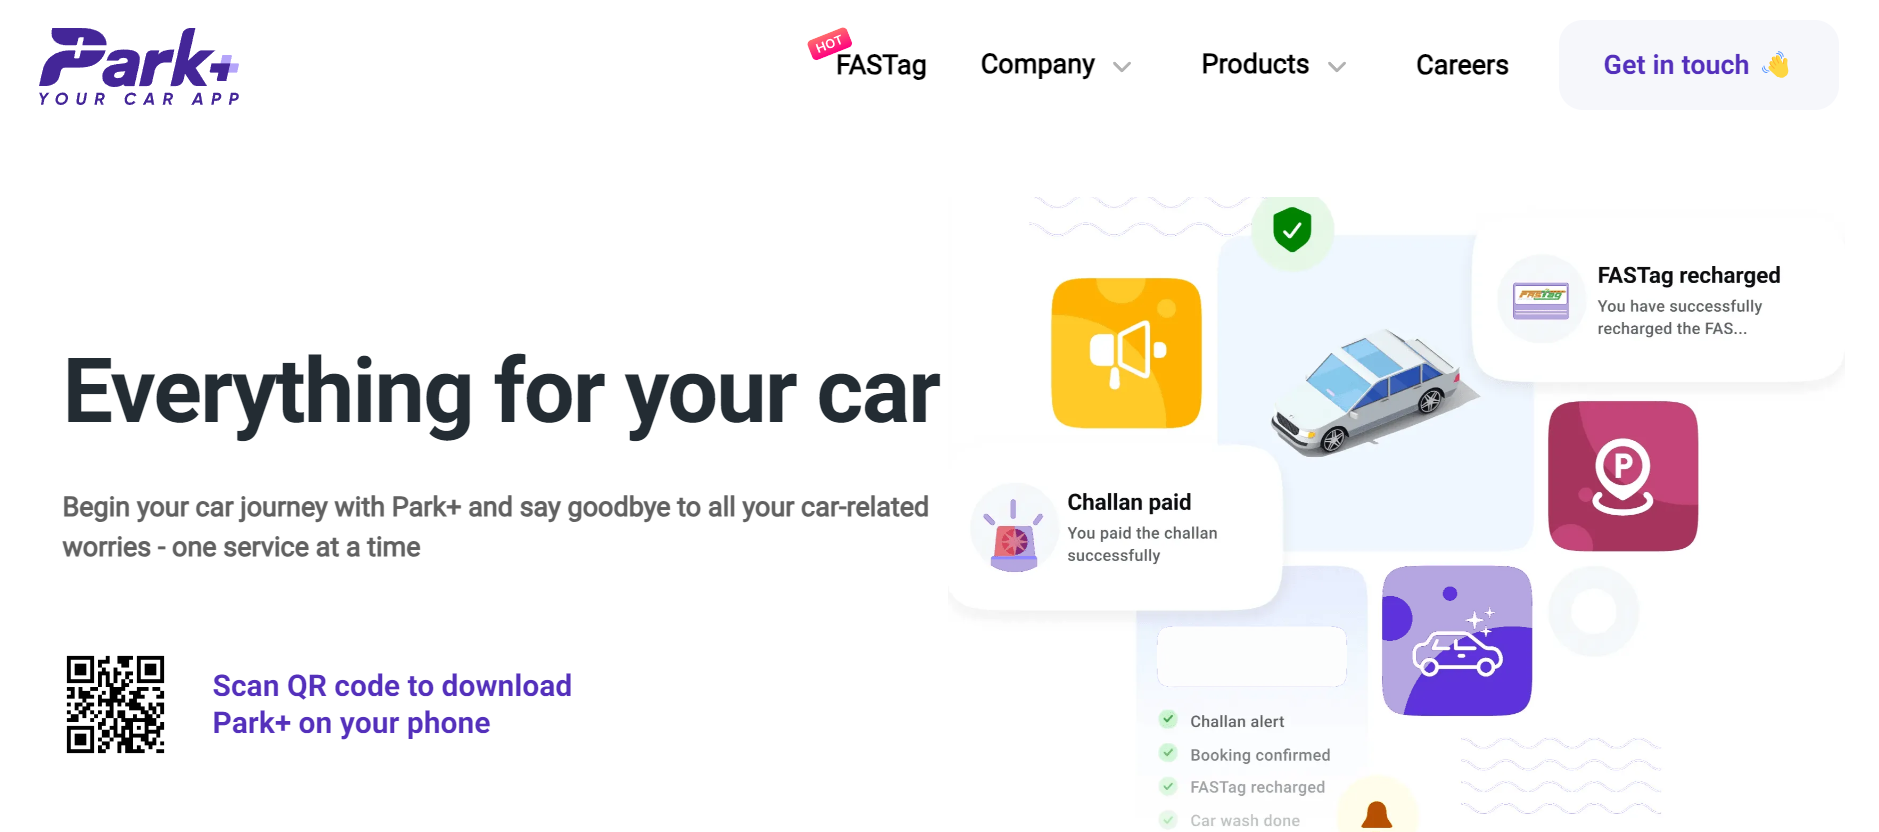 Park+
YOUR CAR APP
HOT
FASTag
Company
Products
Careers
Get in touch
Everything for your car
Begin your car journey with Park+ and say goodbye to all your car-related
worries - one service at a time
Scan QR code to download
Park+ on your phone
FASTag recharged
You have successfully
recharged the FAS...
FASTag
P
Challan paid
You paid the challan
successfully
Challan alert
Booking confirmed
FASTag recharged
Car wash done